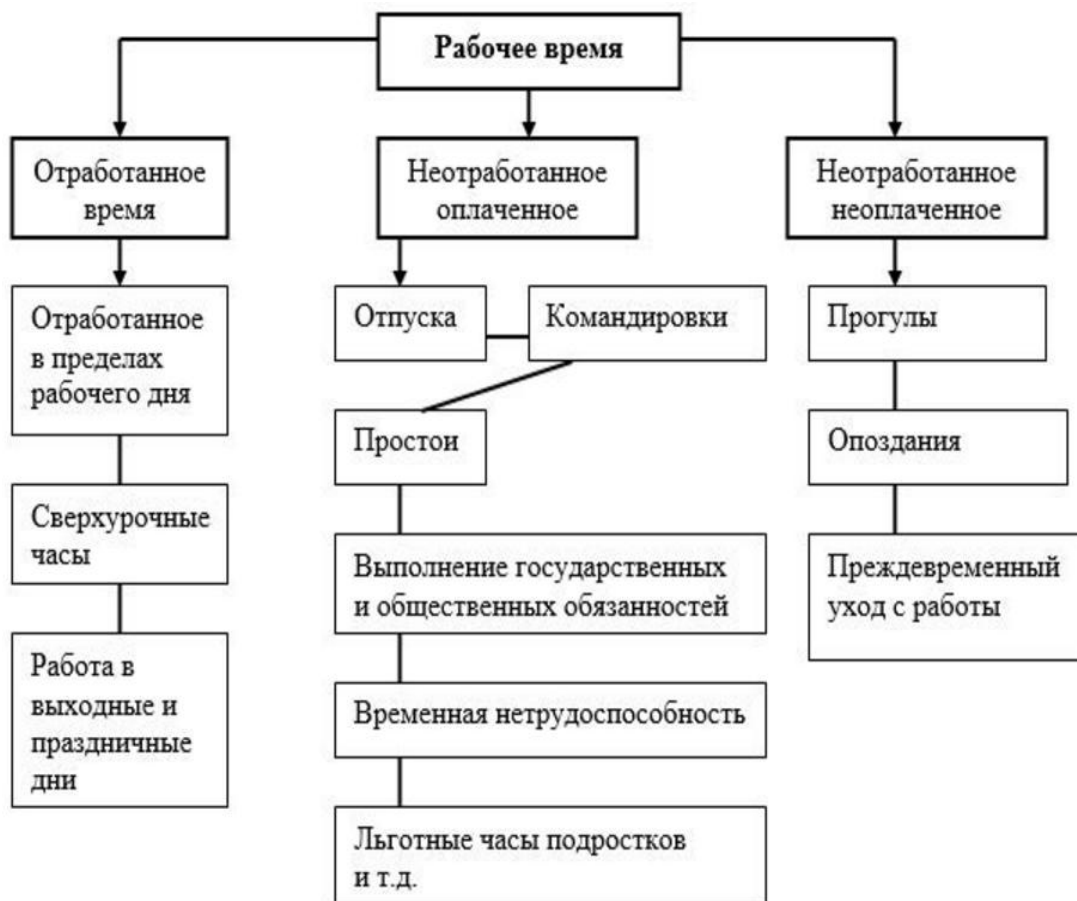 Рабочее время
Отработанное
время
Неотработанное
оплаченное
Неотработанное
неоплаченное
Отработанное
в пределах
рабочего дня
Сверхурочные
часы
Работа в
выходные и
праздничные
дни
Отпуска
Командировки
Простои
Выполнение государственных
и общественных обязанностей
Временная нетрудоспособность
Льготные часы подростков
и т.д.
Прогулы
Опоздания
Преждевременный
уход с работы